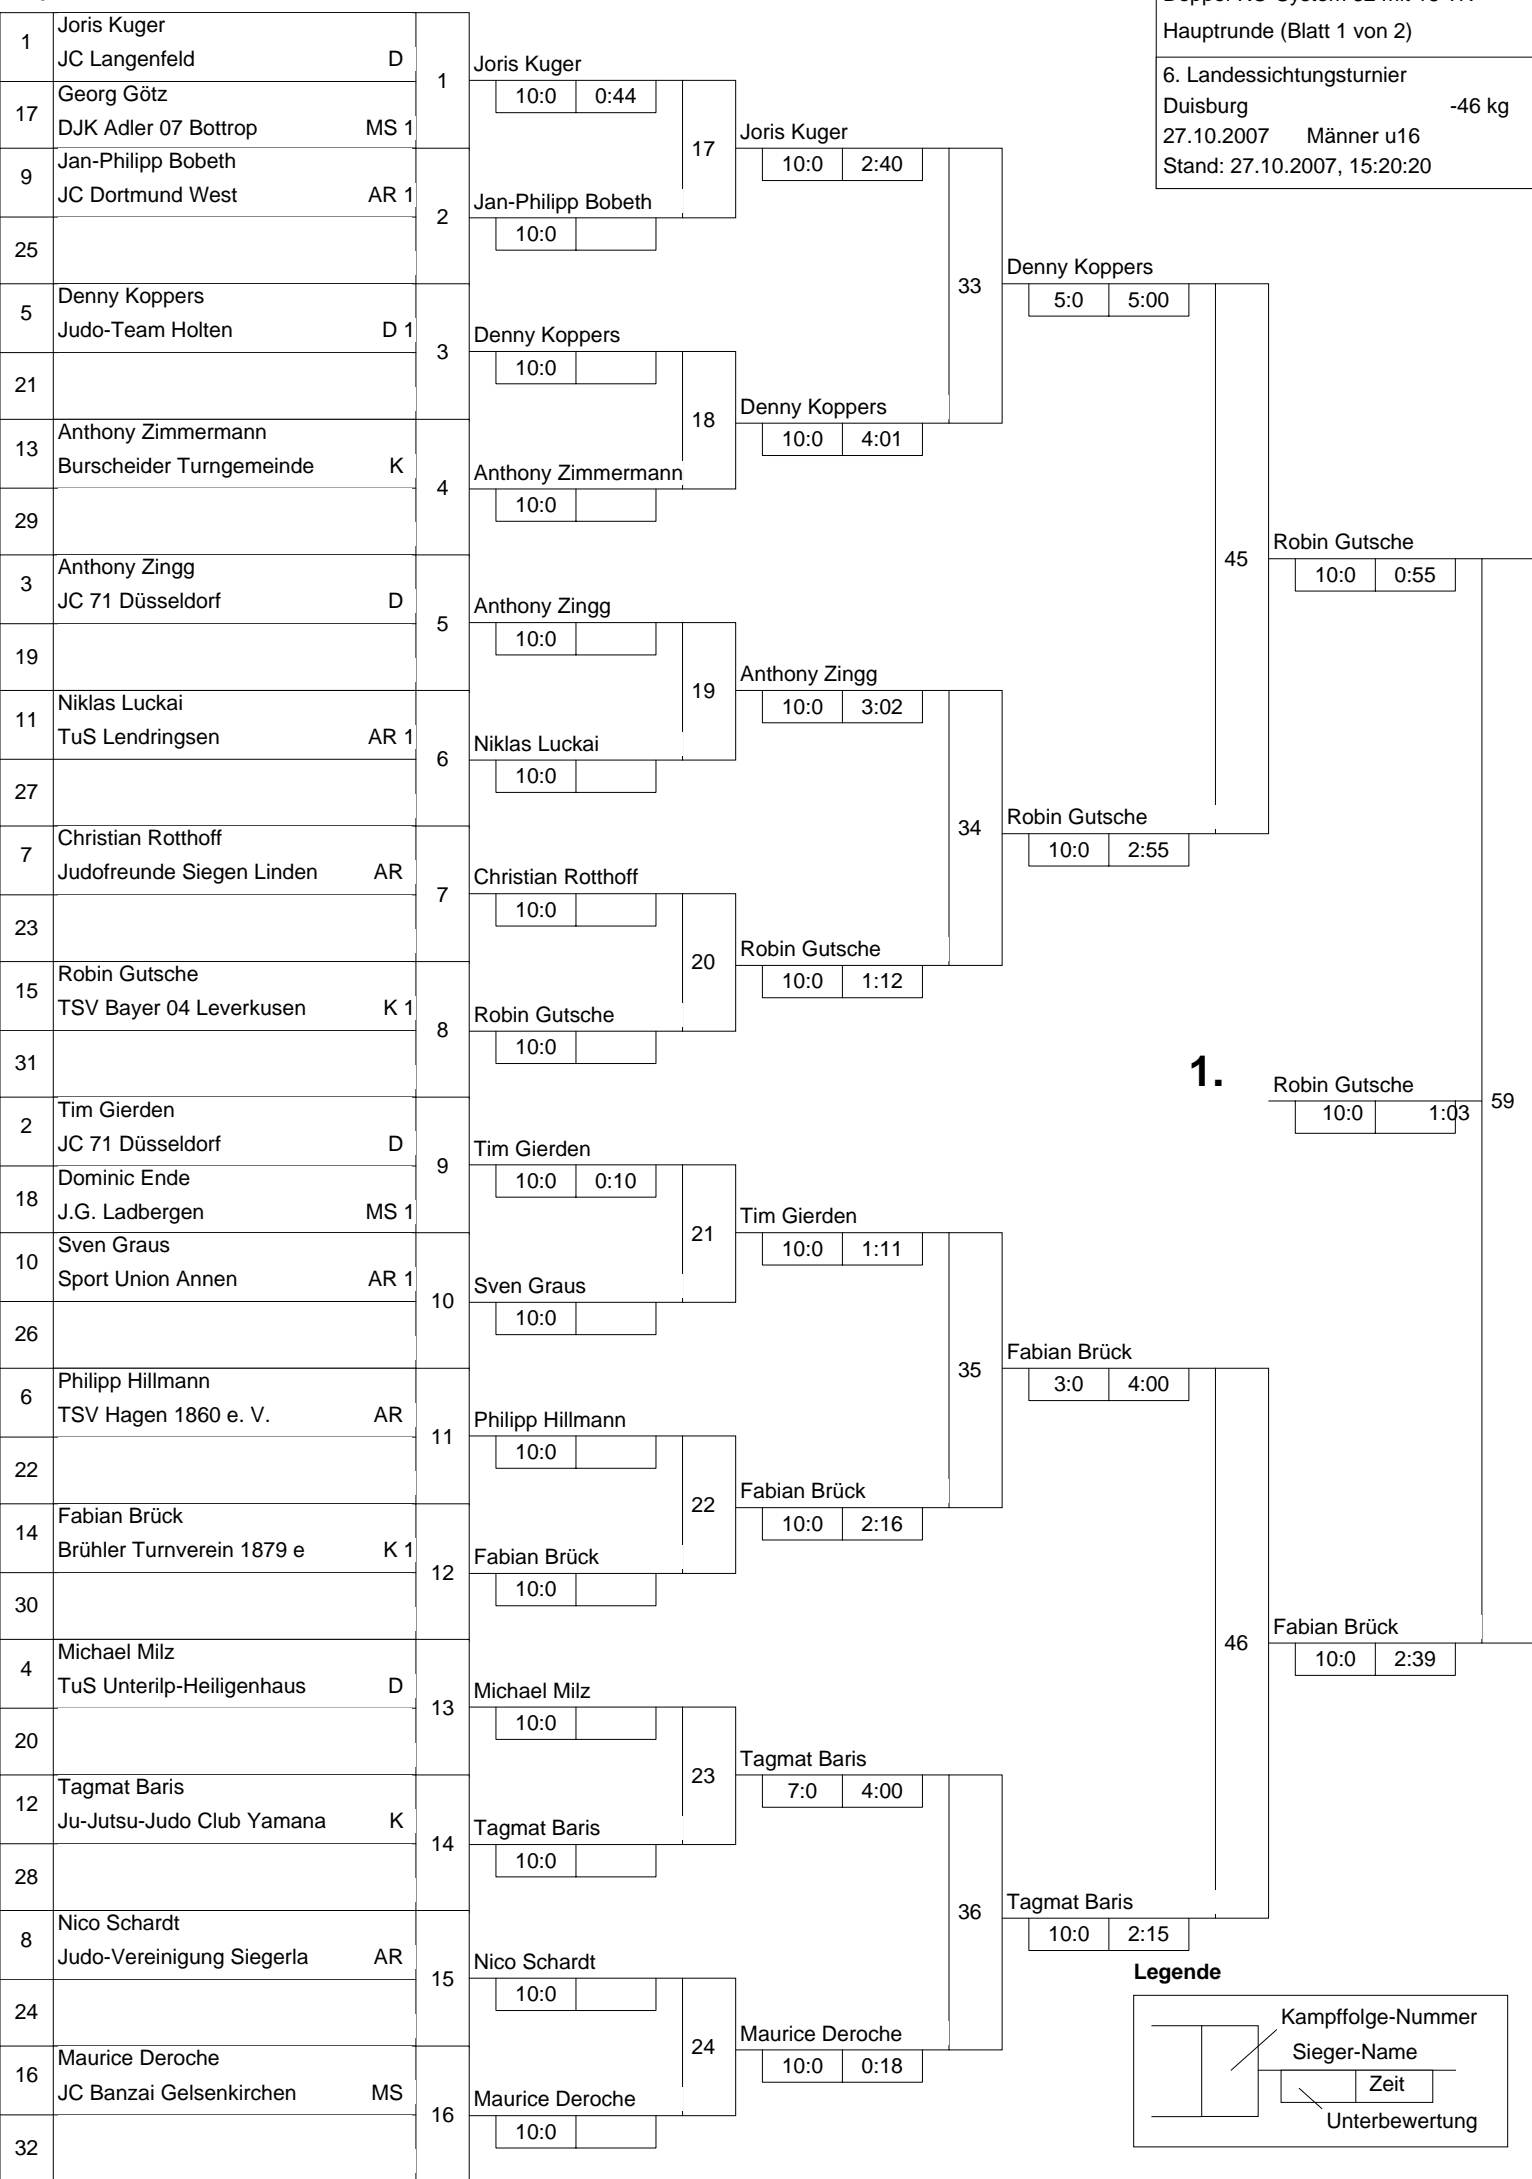 Hauptrunde (Blatt 1 von 2)
6. Landessichtungsturnier
Duisburg -46 kg
27.10.2007 Männer u16
Stand: 27.10.2007, 15:20:20
1 Joris Kuger
JC Langenfeld D
17 Georg Götz
DJK Adler 07 Bottrop MS 1
9 Jan-Philipp Bobeth
JC Dortmund West AR 1
25
5 Denny Koppers
Judo-Team Holten D 1
21
13 Anthony Zimmermann
Burscheider Turngemeinde K
29
3 Anthony Zingg
JC 71 Düsseldorf D
19
11 Niklas Luckai
TuS Lendringsen AR 1
27
7 Christian Rotthoff
Judofreunde Siegen Linden AR
23
15 Robin Gutsche
TSV Bayer 04 Leverkusen K 1
31
2 Tim Gierden
JC 71 Düsseldorf D
18 Dominic Ende
J.G. Ladbergen MS 1
10 Sven Graus
Sport Union Annen AR 1
26
6 Philipp Hillmann
TSV Hagen 1860 e. V. AR
22
14 Fabian Brück
Brühler Turnverein 1879 e K 1
30
4 Michael Milz
TuS Unterilp-Heiligenhaus D
20
12 Tagmat Baris
Ju-Jutsu-Judo Club Yamana K
28
8 Nico Schardt
Judo-Vereinigung Siegerla AR
24
16 Maurice Deroche
JC Banzai Gelsenkirchen MS
32
1 Joris Kuger
10:0 0:44
2 Jan-Philipp Bobeth
10:0
3 Denny Koppers
10:0
4 Anthony Zimmermann
10:0
5 Anthony Zingg
10:0
6 Niklas Luckai
10:0
7 Christian Rotthoff
10:0
8 Robin Gutsche
10:0
9 Tim Gierden
10:0 0:10
10 Sven Graus
10:0
11 Philipp Hillmann
10:0
12 Fabian Brück
10:0
13 Michael Milz
10:0
14 Tagmat Baris
10:0
15 Nico Schardt
10:0
16 Maurice Deroche
10:0
17 Joris Kuger
10:0 2:40
18 Denny Koppers
10:0 4:01
19 Anthony Zingg
10:0 3:02
20 Robin Gutsche
10:0 1:12
21 Tim Gierden
10:0 1:11
22 Fabian Brück
10:0 2:16
23 Tagmat Baris
7:0 4:00
24 Maurice Deroche
10:0 0:18
33 Denny Koppers
5:0 5:00
34 Robin Gutsche
10:0 2:55
35 Fabian Brück
3:0 4:00
36 Tagmat Baris
10:0 2:15
45 Robin Gutsche
10:0 0:55
46 Fabian Brück
10:0 2:39
1. Robin Gutsche
10:0 1:03 59
Legende
Kampffolge-Nummer
Sieger-Name
Zeit
Unterbewertung